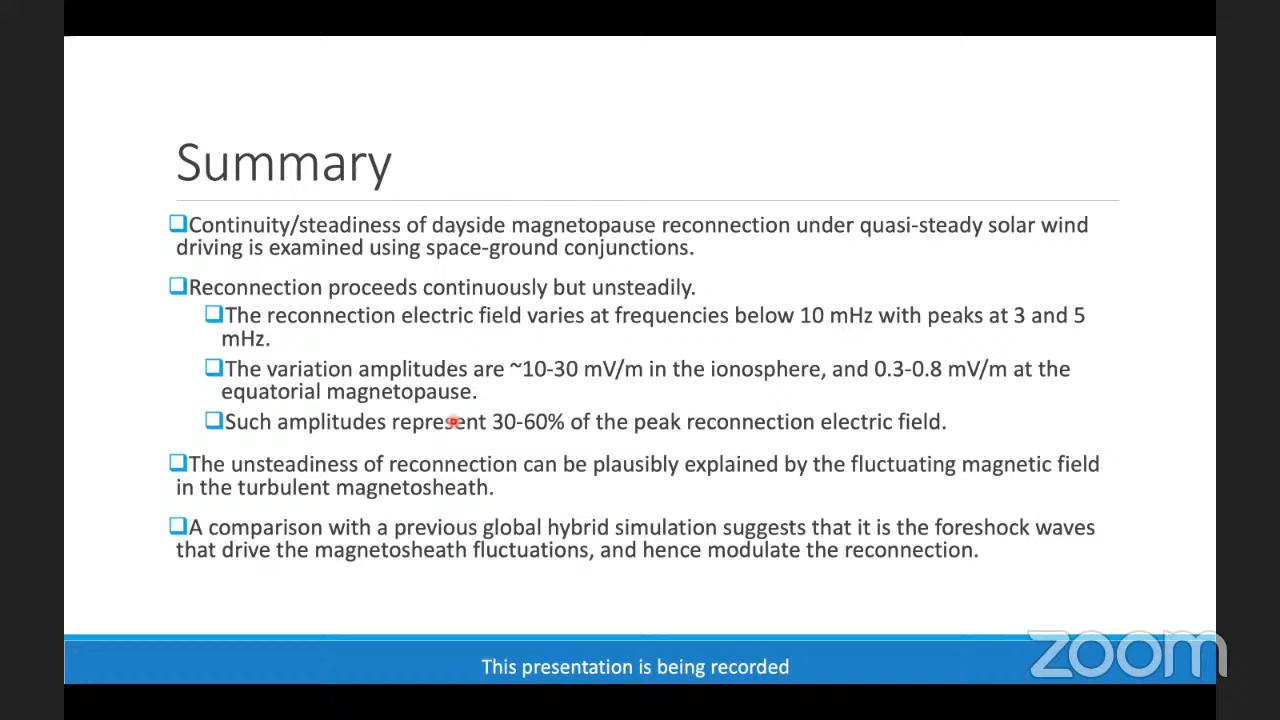 Summary
❑Continuity/steadiness of dayside magnetopause reconnection under quasi-steady solar wind
driving is examined using space-ground conjunctions.
❑Reconnection proceeds continuously but unsteadily.
❑The reconnection electric field varies at frequencies below 10 mHz with peaks at 3 and 5
mHz.
❑The variation amplitudes are ~10-30 mV/m in the ionosphere, and 0.3-0.8 mV/m at the
equatorial magnetopause.
❑Such amplitudes represent 30-60% of the peak reconnection electric field.
❑The unsteadiness of reconnection can be plausibly explained by the fluctuating magnetic field
in the turbulent magnetosheath.
❑A comparison with a previous global hybrid simulation suggests that it is the foreshock waves
that drive the magnetosheath fluctuations, and hence modulate the reconnection.
This presentation is being recorded
zoom